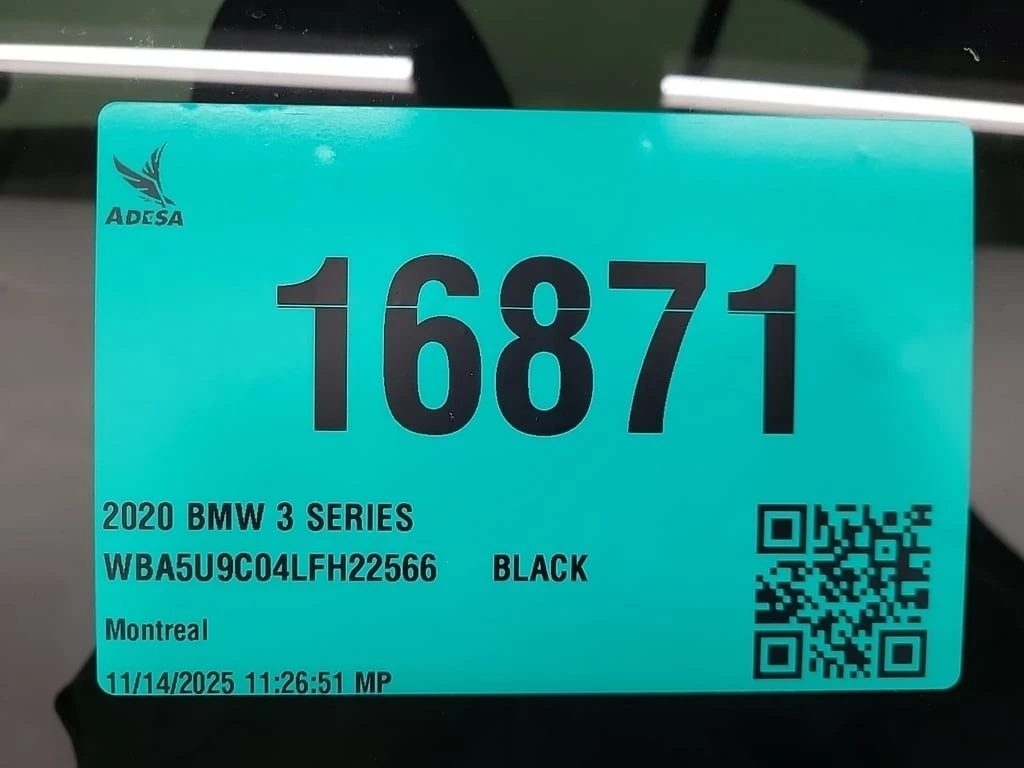 ADESA
16871
2020 BMW 3 SERIES
WBA5U9C04LFH22566 BLACK
Montreal
11/14/2025 11:26:51 MP